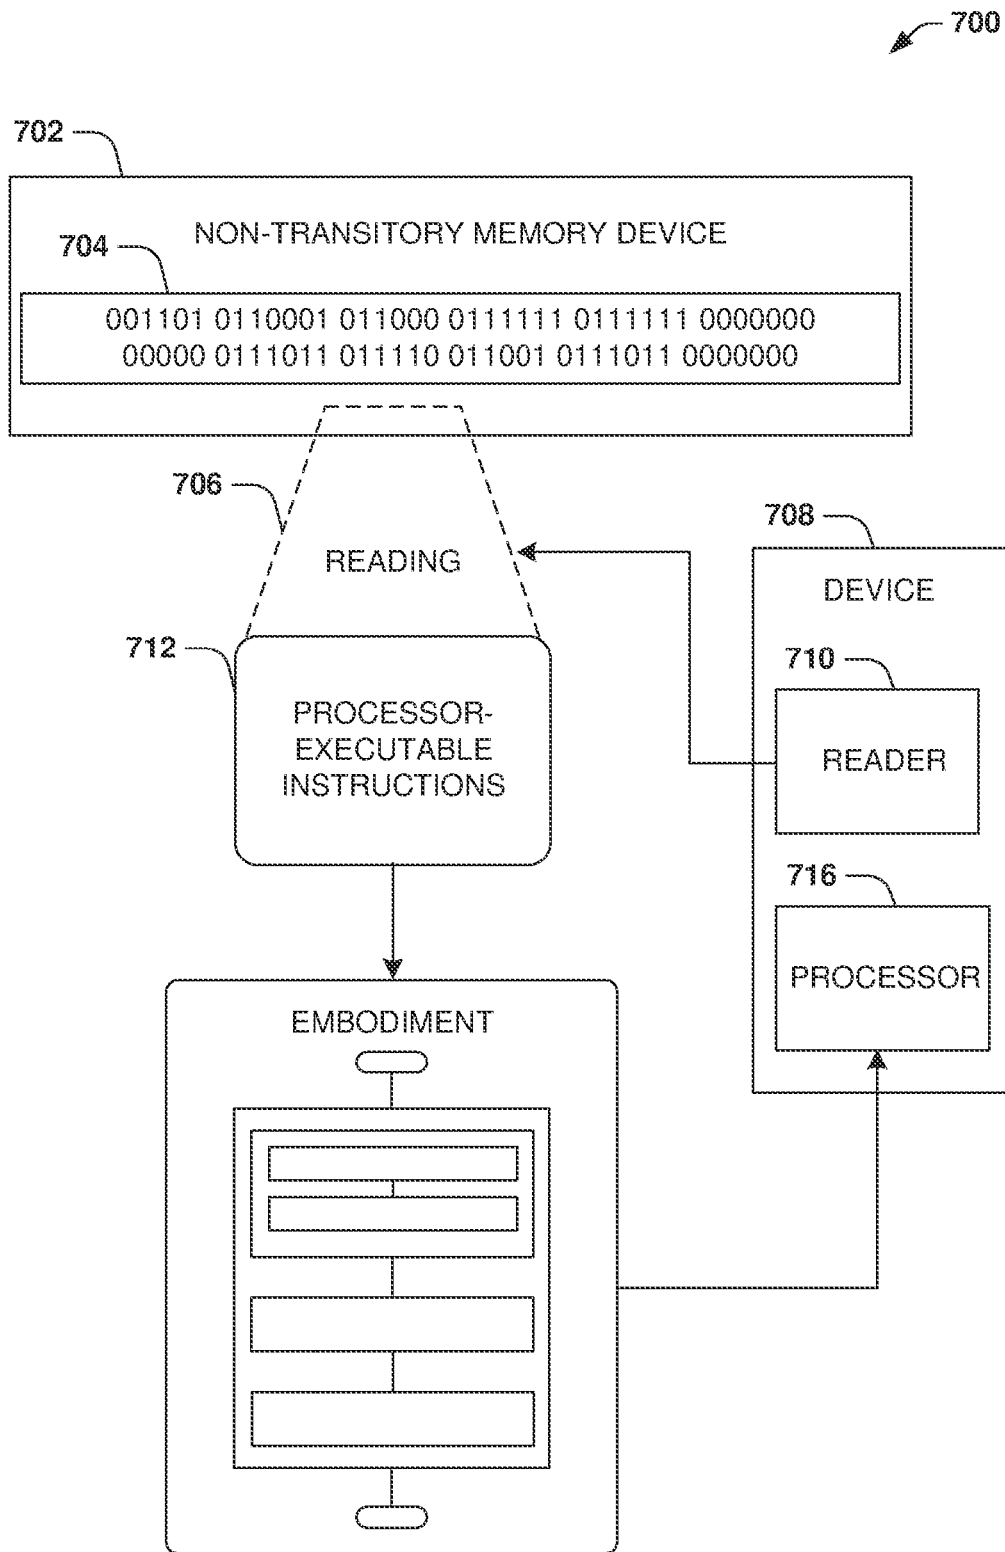 700
702
NON-TRANSITORY MEMORY DEVICE
704
001101 0110001 011000 0111111 0111111 0000000
00000 0111011 011110 011001 0111011 0000000
706
READING
708
DEVICE
712
PROCESSOR-
EXECUTABLE
INSTRUCTIONS
710
READER
716
PROCESSOR
EMBODIMENT